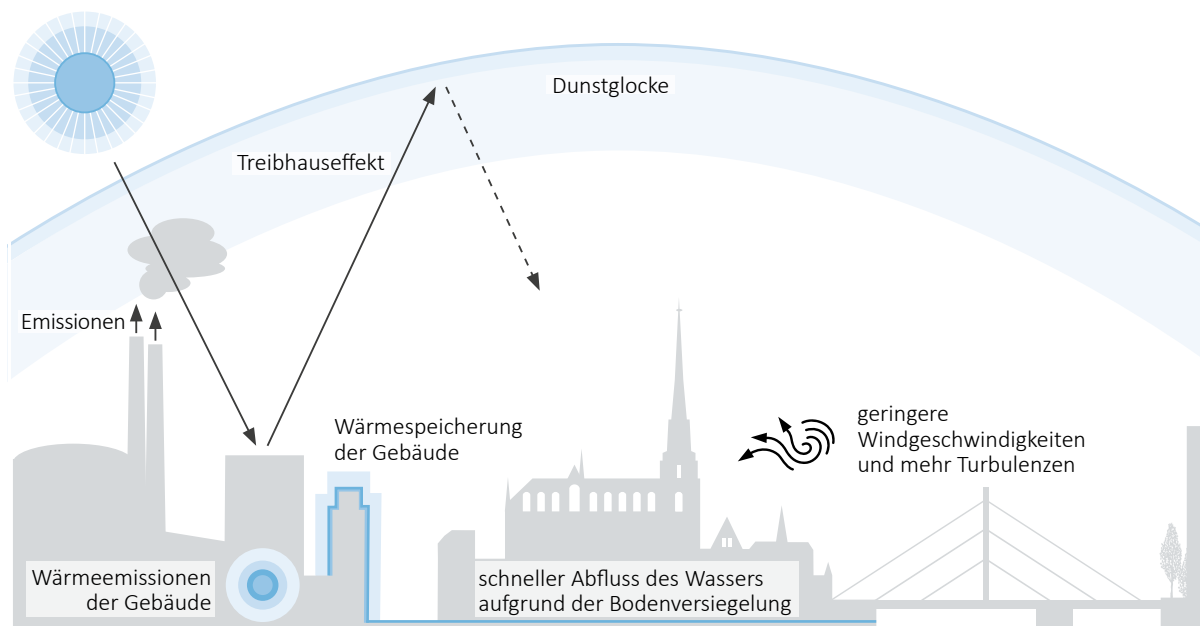 Dunstglocke
Treibhauseffekt
Emissionen
Wärmespeicherung
der Gebäude
geringere
Windgeschwindigkeiten
und mehr Turbulenzen
Wärmeemissionen
der Gebäude
schneller Abfluss des Wassers
aufgrund der Bodenversiegelung